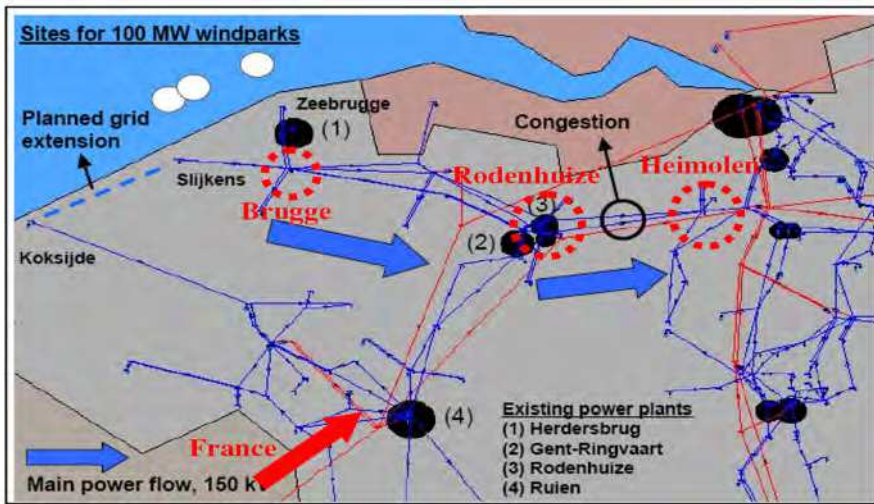 Sites for 100 MW windparks
Planned grid
extension
Zeebrugge
(1)
Congestion
Slijkens
Rodenhuize
Heimolen
Brugge
(3)
(2)
Koksijde
(4)
France
Main power flow, 150 kV
Existing power plants
(1) Herdersbrug
(2) Gent-Ringvaart
(3) Rodenhuize
(4) Ruien